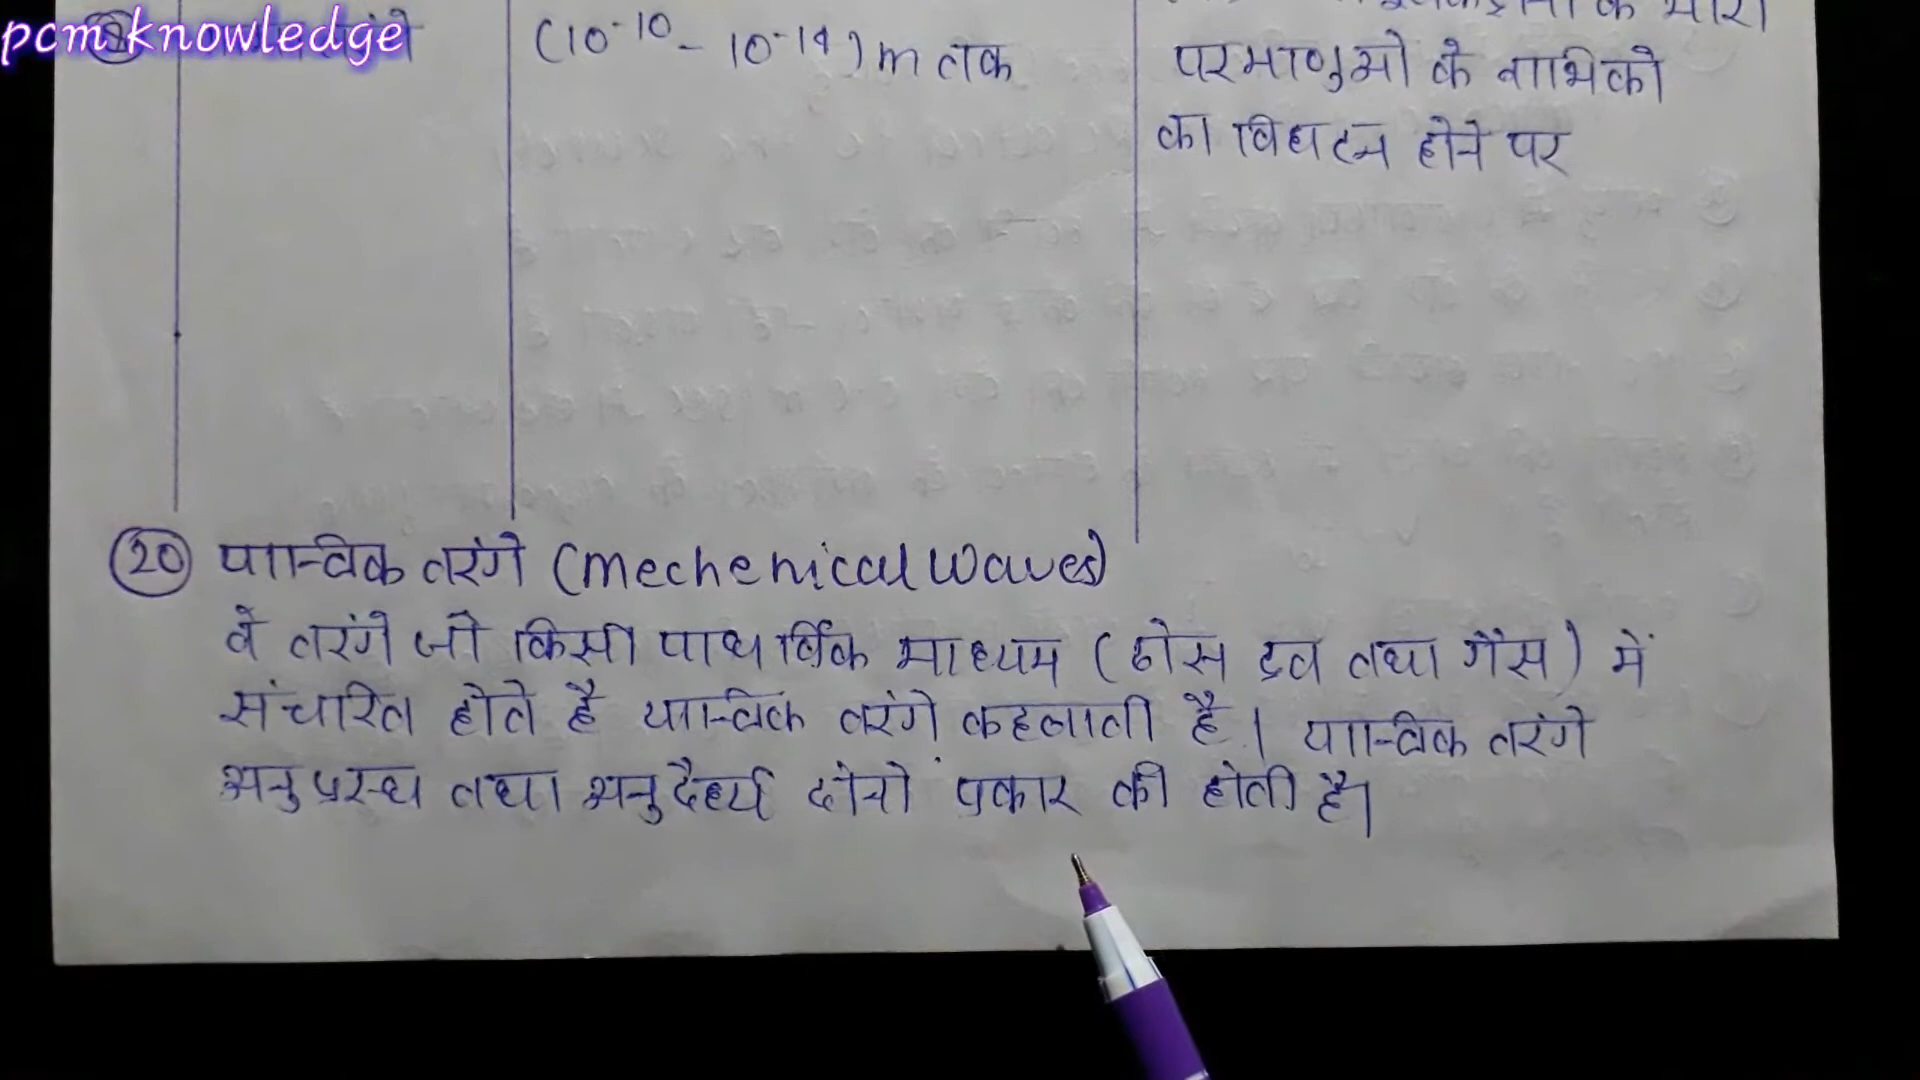 pcm knowledge
(10⁻¹⁰ - 10⁻¹⁴) m तक
परमाणुओ के नाभिको
का विघटन होने पर
20 यान्त्रिक तरंगे (Mechenical Waves)
वे तरंगे जो किसी पाथर्विक माध्यम (ठोस द्रव तथा गैंस) में
संचारित होते है यान्त्रिक तरंगे कहलाती है। यान्त्रिक तरंगे
अनुप्रस्थ तथा अनुदैर्ध्य दोनो प्रकार की होती है।